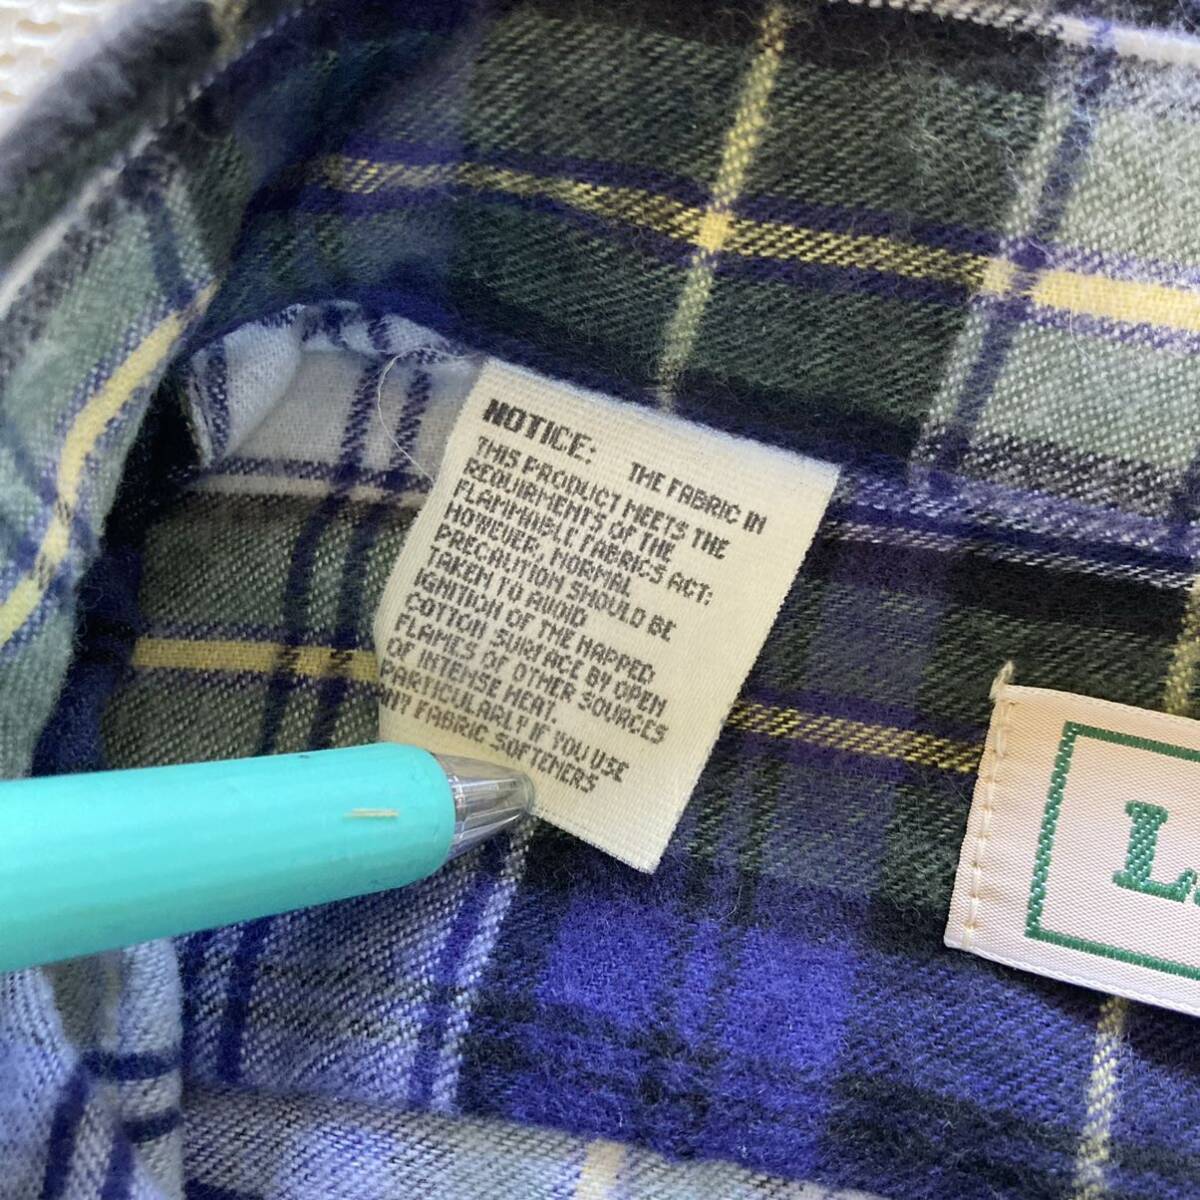 NOTICE: THE FABRIC IN
THIS PRODUCT MEETS THE
REQUIRMENTS OF THE
FLAMMABLE FABRICS ACT:
HOWEVER, NORMAL
PRECAUTION SHOULD BE
TAKEN TO AVOID
IGNITION OF THE NAPPED
COTTON SURFACE BY OPEN
FLAMES OF OTHER SOURCES
OF INTENSE HEAT.
PARTICULARLY IF YOU USE
ANY FABRIC SOFTENERS
L.